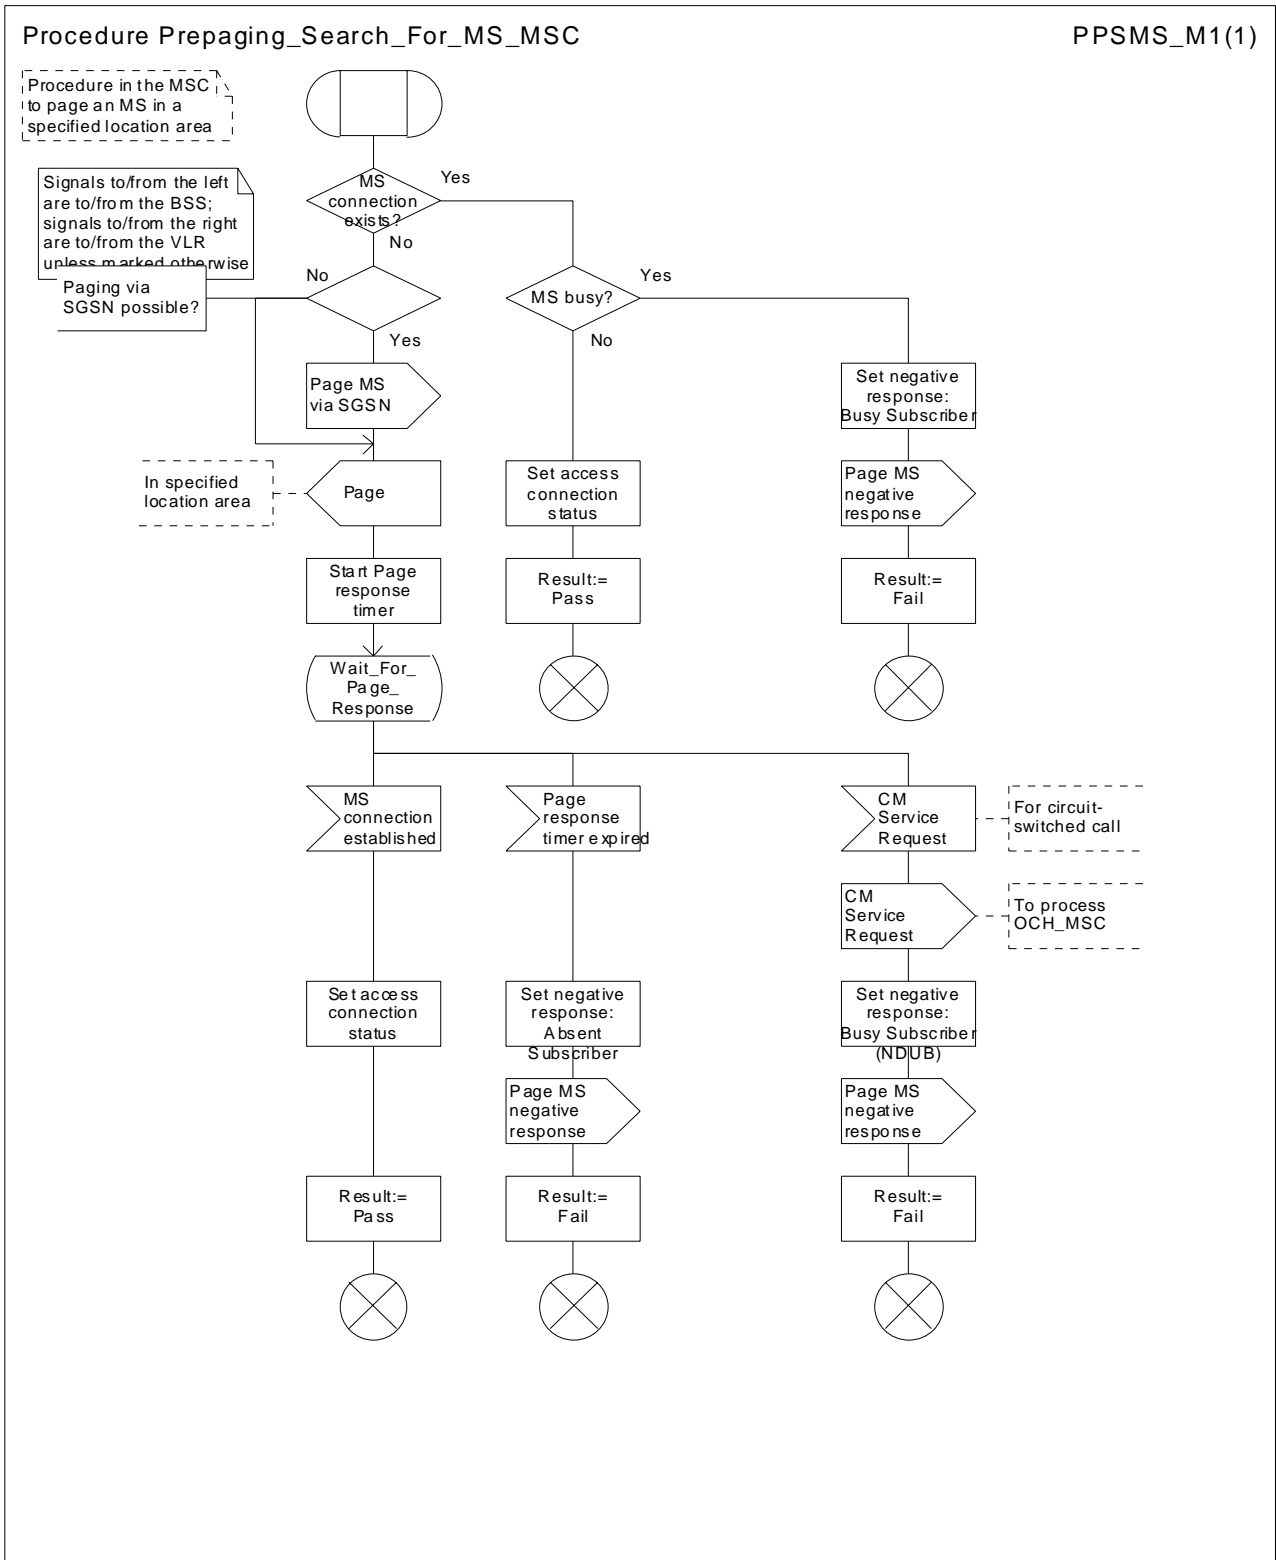 Procedure Prepaging_Search_For_MS_MSC
PPSMS_M1(1)
Procedure in the MSC
to page an MS in a
specified location area
Signals to/from the left
are to/from the BSS;
signals to/from the right
are to/from the VLR
unless marked otherwise
MS
connection
exists?
Yes
No
No
Paging via
SGSN possible?
Yes
MS busy?
Yes
No
Page MS
via SGSN
Set negative
response:
Busy Subscriber
In specified
location area
Page
Set access
connection
status
Page MS
negative
response
Start Page
response
timer
Result:=
Pass
Result:=
Fail
Wait_For_
Page_
Response
MS
connection
established
Page
response
timer expired
CM
Service
Request
For circuit-
switched call
CM
Service
Request
To process
OCH_MSC
Set access
connection
status
Set negative
response:
Absent
Subscriber
Set negative
response:
Busy Subscriber
(NDUB)
Page MS
negative
response
Page MS
negative
response
Result:=
Pass
Result:=
Fail
Result:=
Fail